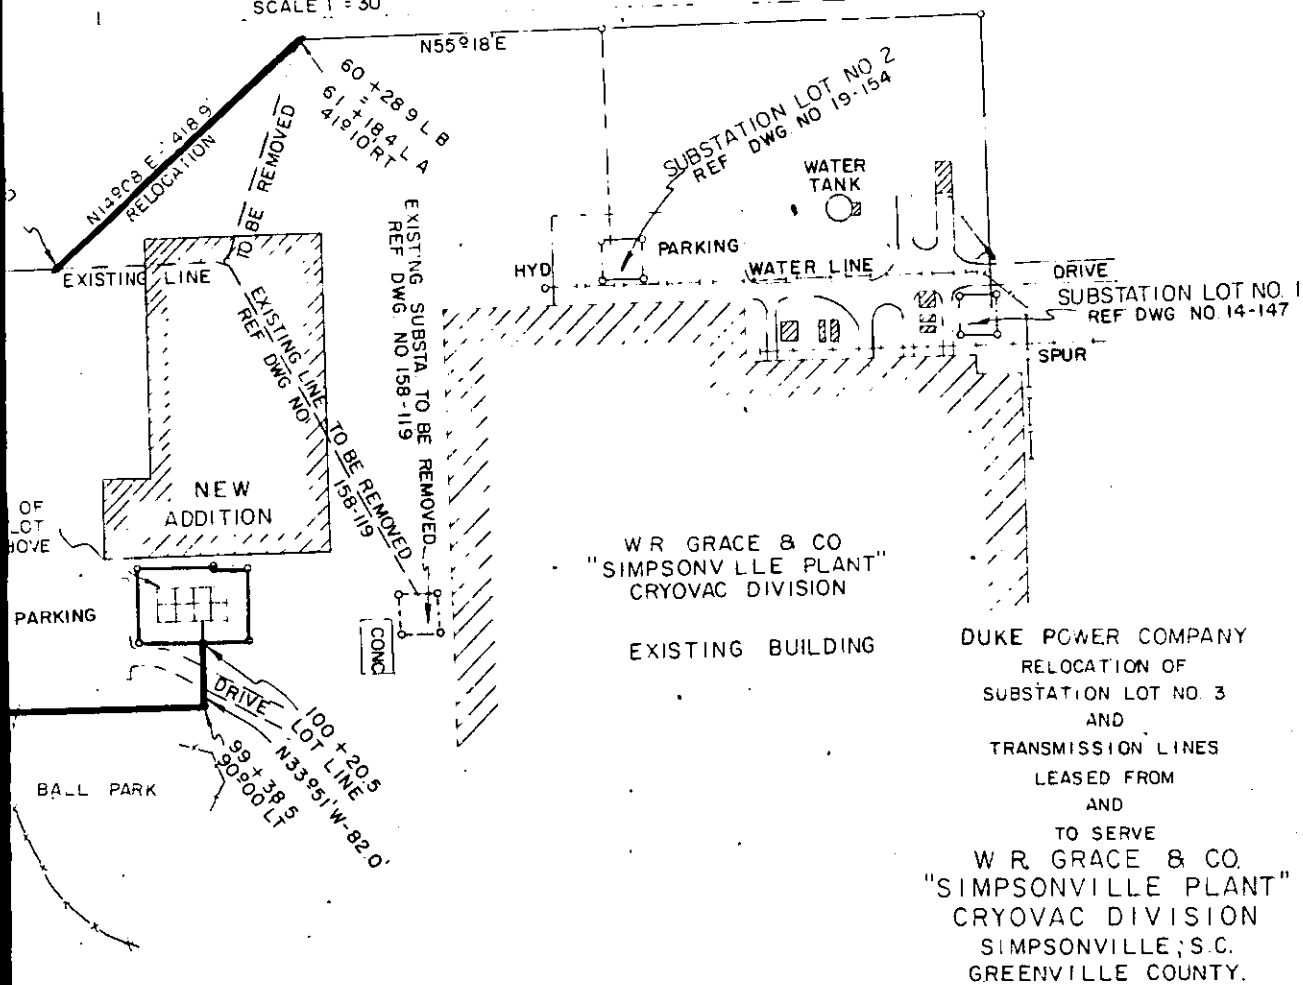 SCALE 1" = 30'
N55°18'E
60 + 28.9 L B
=
61 + 18.4 L A
41°10' RT
N14°08' E - 418.9'
RELOCATION
TO BE REMOVED
SUBSTATION LOT NO 2
REF DWG NO 19-154
WATER
TANK
EXISTING LINE
HYD
PARKING
WATER LINE
DRIVE
SUBSTATION LOT NO. 1
REF DWG NO. 14-147
SPUR
EXISTING LINE TO BE REMOVED
REF DWG NO 158-119
EXISTING SUBSTA. TO BE REMOVED
REF DWG NO 158-119
NEW
ADDITION
OF
LOT
PARKING
CONC
W R GRACE & CO
"SIMPSONV LLE PLANT"
CRYOVAC DIVISION
EXISTING BUILDING
DRIVE
100 + 20.5
LOT LINE
N33°51'W-82.0'
99 + 38.5
90°00' LT
BALL PARK
DUKE POWER COMPANY
RELOCATION OF
SUBSTATION LOT NO. 3
AND
TRANSMISSION LINES
LEASED FROM
AND
TO SERVE
W R. GRACE & CO.
"SIMPSONVILLE PLANT"
CRYOVAC DIVISION
SIMPSONVILLE, S.C.
GREENVILLE COUNTY.